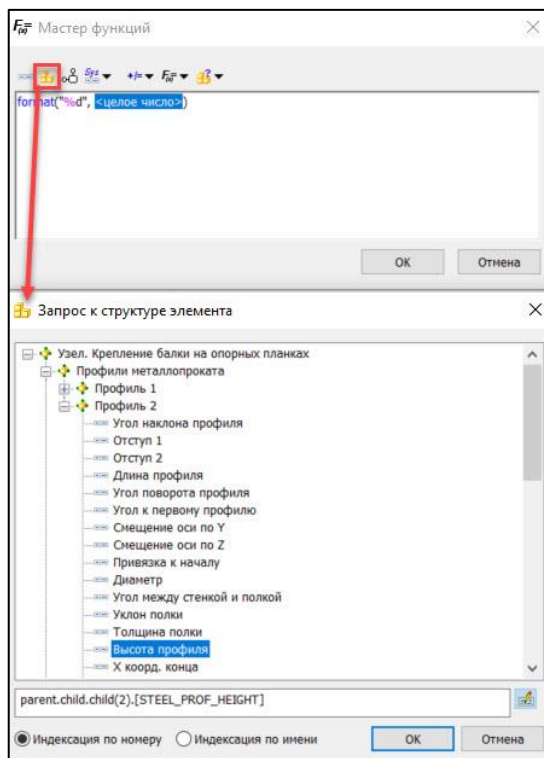 F(x)= Мастер функций
format("%d", <целое число>)
ОК Отмена
Запрос к структуре элемента
Узел. Крепление балки на опорных планках
Профили металлопроката
Профиль 1
Профиль 2
Угол наклона профиля
Отступ 1
Отступ 2
Длина профиля
Угол поворота профиля
Угол к первому профилю
Смещение оси по Y
Смещение оси по Z
Привязка к началу
Диаметр
Угол между стенкой и полкой
Уклон полки
Толщина полки
Высота профиля
X коорд. конца
parent.child.child(2).[STEEL_PROF_HEIGHT]
Индексация по номеру Индексация по имени ОК Отмена